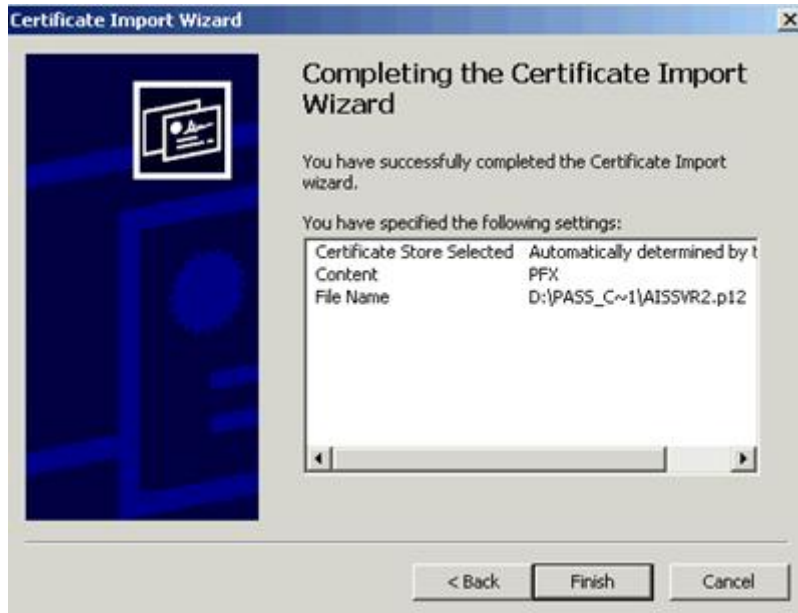 Certificate Import Wizard
Completing the Certificate Import
Wizard
You have successfully completed the Certificate Import
wizard.
You have specified the following settings:
Certificate Store Selected Automatically determined by t
Content PFX
File Name D:\PASS_C~1\AISSVR2.p12
< Back Finish Cancel